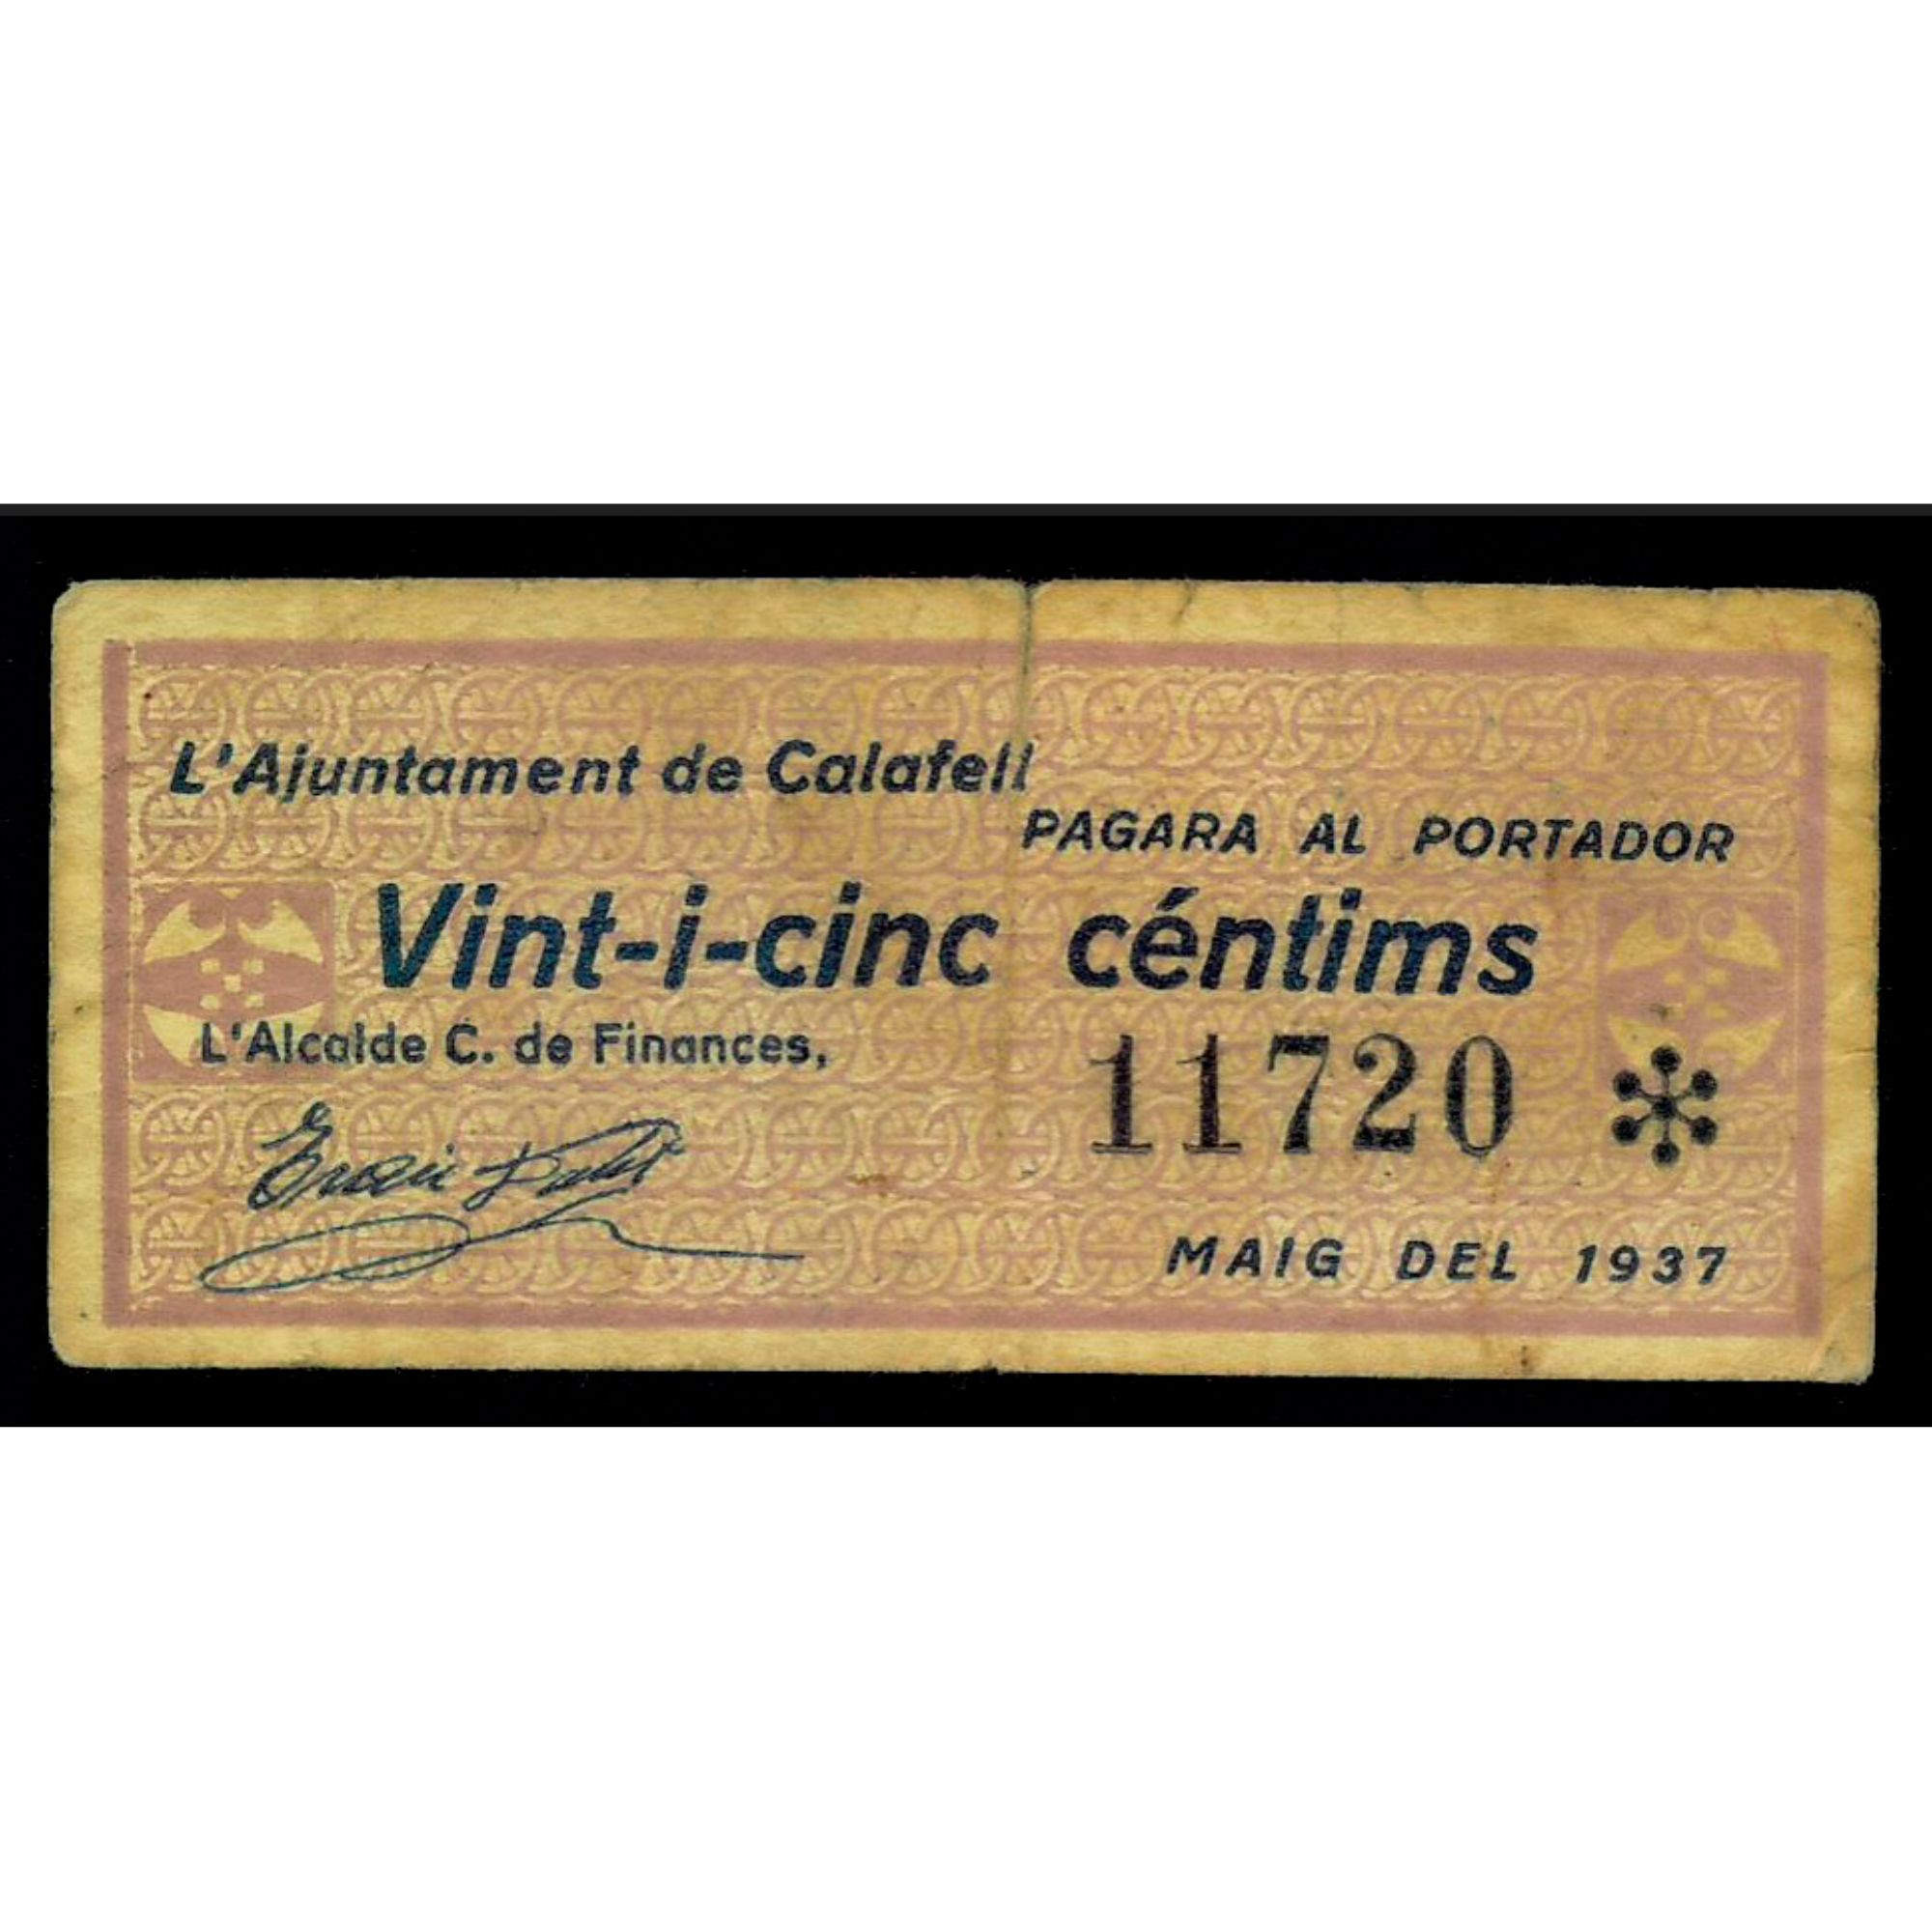 L'Ajuntament de Calafell
PAGARA AL PORTADOR
Vint-i-cinc céntims
L'Alcalde C. de Finances,
11720
MAIG DEL 1937